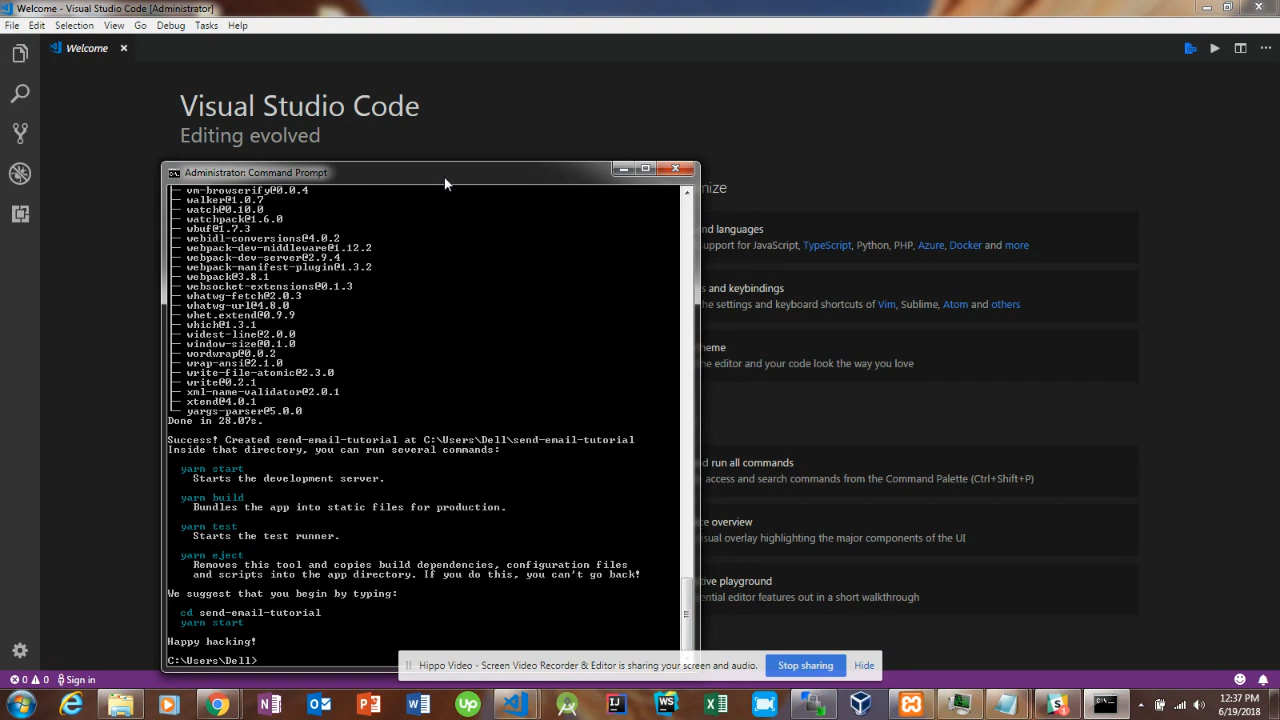 Welcome - Visual Studio Code [Administrator]
File Edit Selection View Go Debug Tasks Help
Welcome
Visual Studio Code
Editing evolved
Administrator: Command Prompt
vm-browserify@0.0.4
walker@1.0.7
watch@0.10.0
watchpack@1.6.0
wbuf@1.7.3
webidl-conversions@4.0.2
webpack-dev-middleware@1.12.2
webpack-dev-server@2.9.4
webpack-manifest-plugin@1.3.2
webpack@3.8.1
websocket-extensions@0.1.3
whatwg-fetch@2.0.3
whatwg-url@4.8.0
whet.extend@0.9.9
which@1.3.1
widest-line@2.0.0
window-size@0.1.0
wordwrap@0.0.2
wrap-ansi@2.1.0
write-file-atomic@2.3.0
write@0.2.1
xml-name-validator@2.0.1
xtend@4.0.1
yargs-parser@5.0.0
Done in 28.07s.
Success! Created send-email-tutorial at C:\Users\Dell\send-email-tutorial
Inside that directory, you can run several commands:
yarn start
Starts the development server.
yarn build
Bundles the app into static files for production.
yarn test
Starts the test runner.
yarn eject
Removes this tool and copies build dependencies, configuration files
and scripts into the app directory. If you do this, you can't go back!
We suggest that you begin by typing:
cd send-email-tutorial
yarn start
Happy hacking!
C:\Users\Dell>
mize
nd languages
support for JavaScript, TypeScript, Python, PHP, Azure, Docker and more
s and keybindings
he settings and keyboard shortcuts of Vim, Sublime, Atom and others
heme
e editor and your code look the way you love
nd run all commands
access and search commands from the Command Palette (Ctrl+Shift+P)
ce overview
sual overlay highlighting the major components of the UI
tive playground
ential editor features out in a short walkthrough
Hippo Video - Screen Video Recorder & Editor is sharing your screen and audio.
Stop sharing
Hide
0 0 Sign in
12:37 PM
6/19/2018